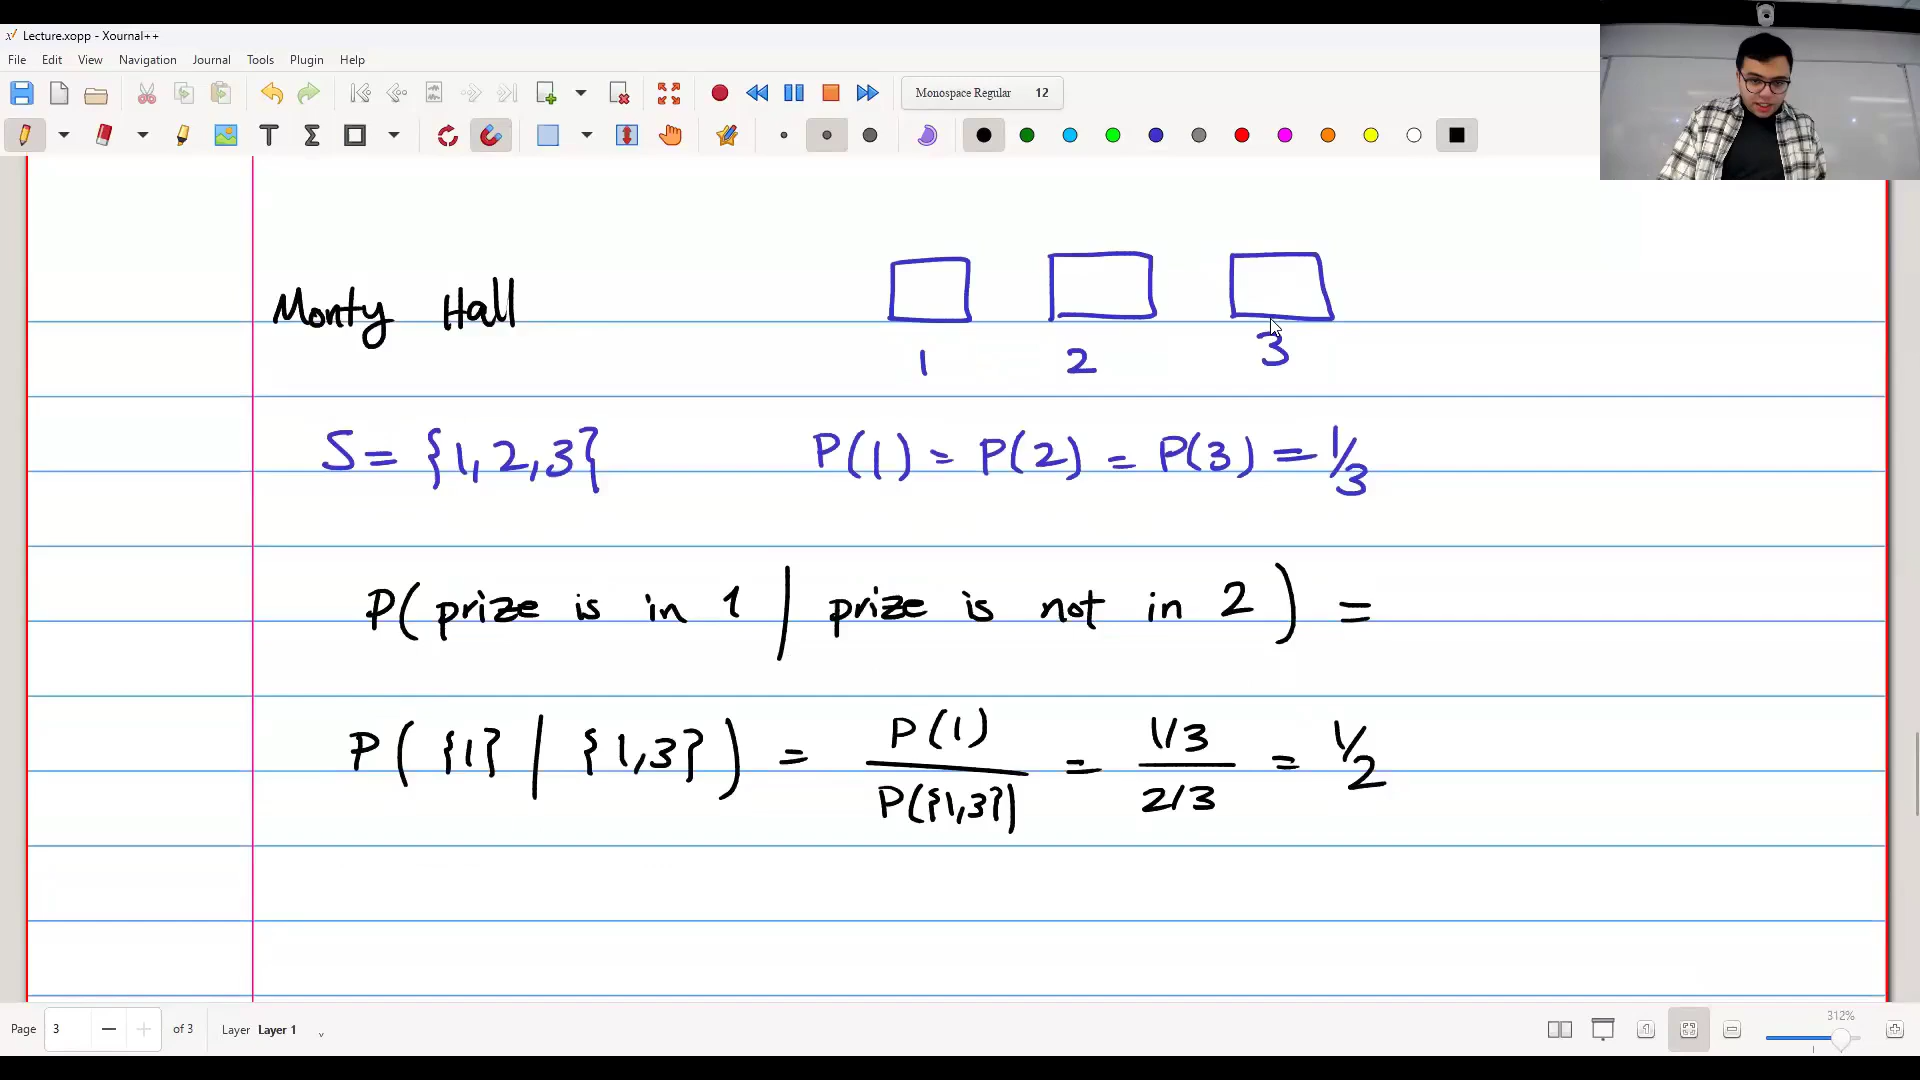 Lecture.xopp - Xournal++
File Edit View Navigation Journal Tools Plugin Help
Monospace Regular 12
Monty Hall
1 2 3
S = {1,2,3} P(1) = P(2) = P(3) = 1/3
P( prize is in 1 | prize is not in 2 ) =
P( {1} | {1,3} ) = P(1) / P({1,3}) = 1/3 / 2/3 = 1/2
Page 3 of 3 Layer Layer 1 312%